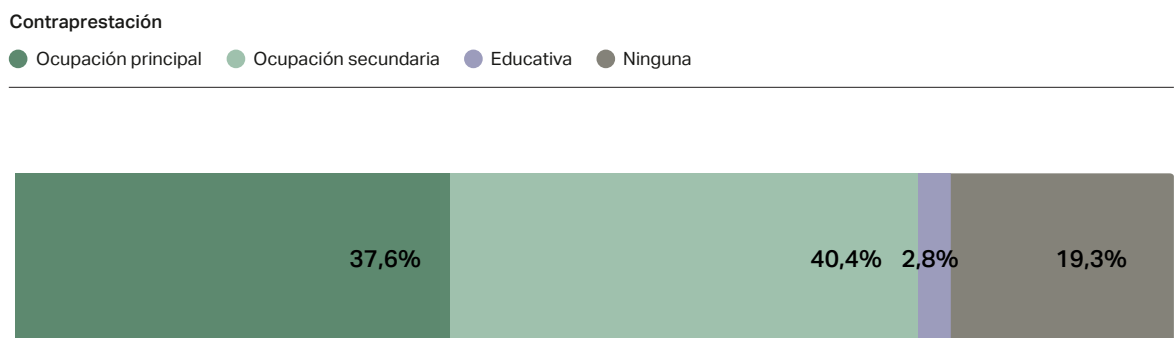 Contraprestación
Ocupación principal Ocupación secundaria Educativa Ninguna
37,6% 40,4% 2,8% 19,3%